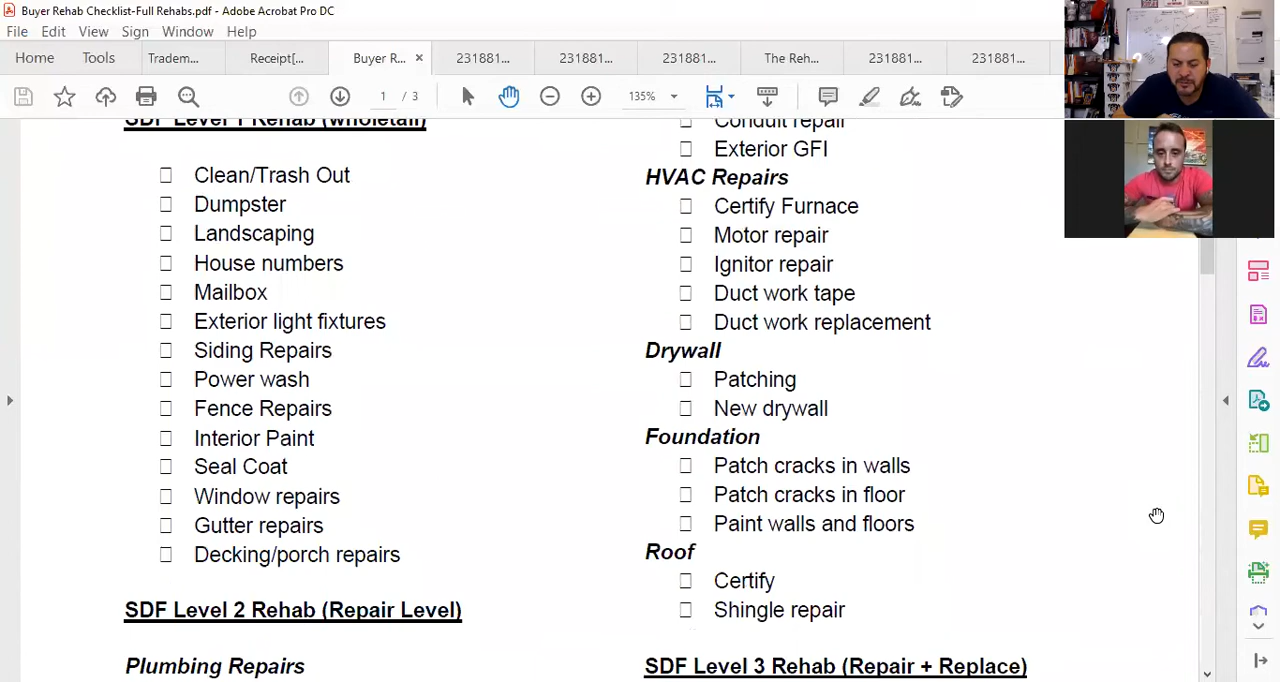 Buyer Rehab Checklist-Full Rehabs.pdf - Adobe Acrobat Pro DC
File Edit View Sign Window Help
Home Tools Tradem... Receipt[... Buyer R... × 231881... 231881... 231881... The Reh... 231881... 231881...
1 / 3 135%
SDF Level 1 Rehab (wholetail)
Clean/Trash Out
Dumpster
Landscaping
House numbers
Mailbox
Exterior light fixtures
Siding Repairs
Power wash
Fence Repairs
Interior Paint
Seal Coat
Window repairs
Gutter repairs
Decking/porch repairs
SDF Level 2 Rehab (Repair Level)
Plumbing Repairs
Conduit repair
Exterior GFI
HVAC Repairs
Certify Furnace
Motor repair
Ignitor repair
Duct work tape
Duct work replacement
Drywall
Patching
New drywall
Foundation
Patch cracks in walls
Patch cracks in floor
Paint walls and floors
Roof
Certify
Shingle repair
SDF Level 3 Rehab (Repair + Replace)